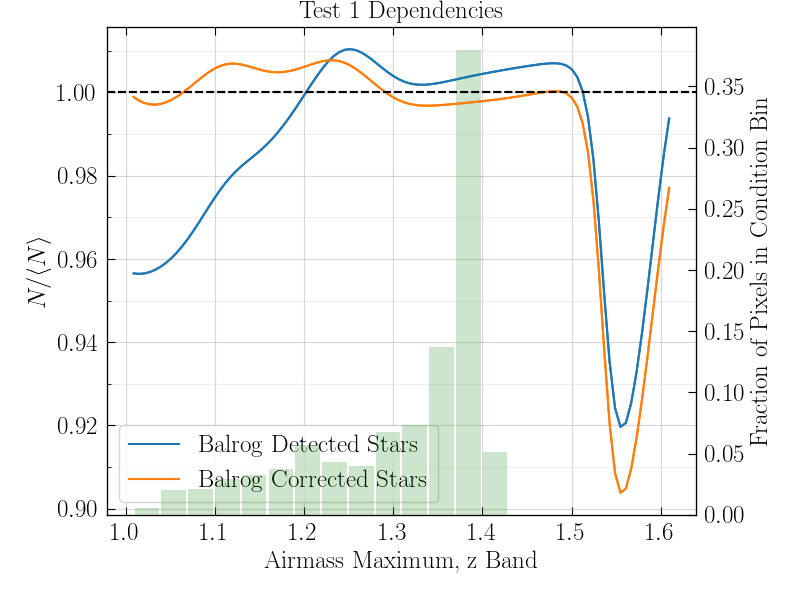 Test 1 Dependencies
N/⟨N⟩
1.00
0.98
0.96
0.94
0.92
0.90
0.35
0.30
0.25
0.20
0.15
0.10
0.05
0.00
Fraction of Pixels in Condition Bin
Balrog Detected Stars
Balrog Corrected Stars
1.0 1.1 1.2 1.3 1.4 1.5 1.6
Airmass Maximum, z Band